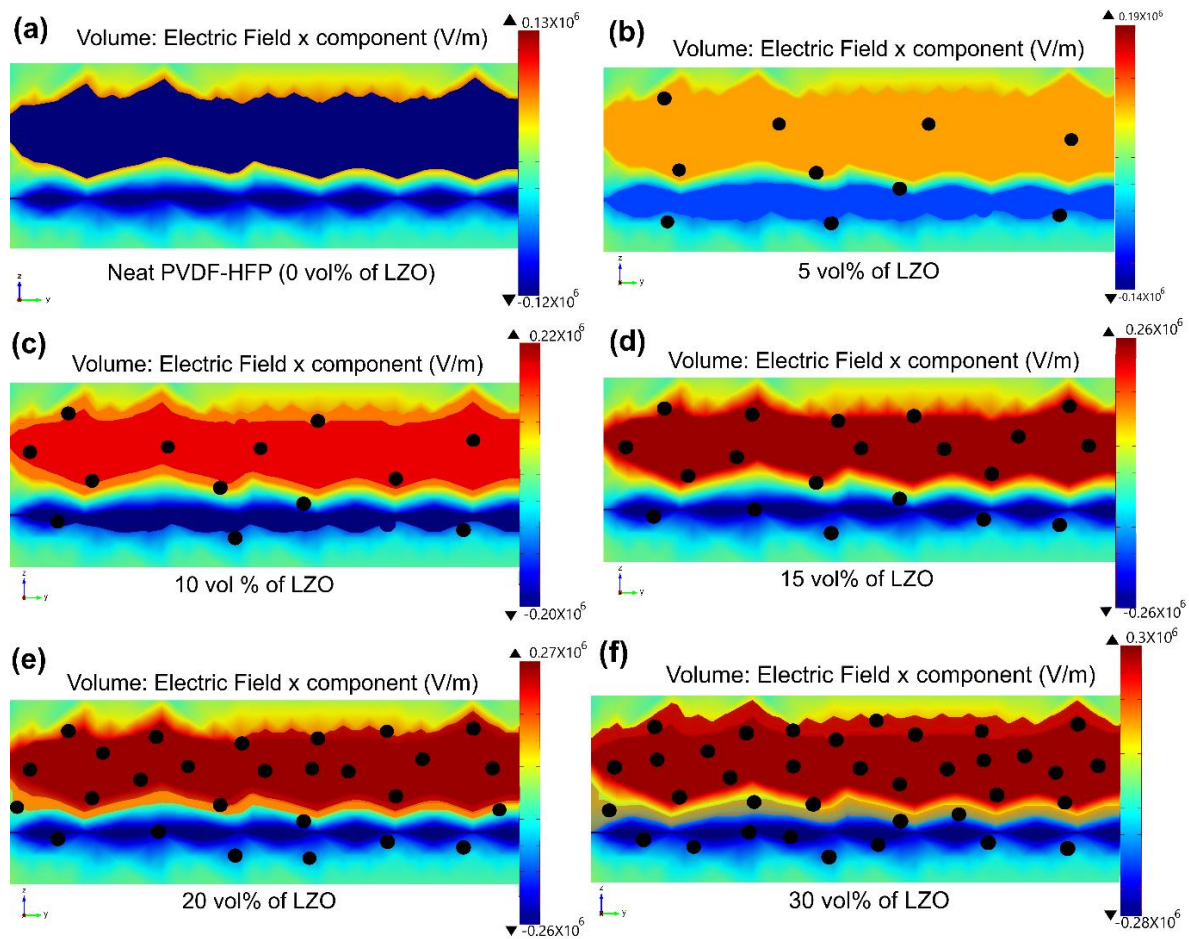 (a)
0.13X10⁶
Volume: Electric Field x component (V/m)
z
y
Neat PVDF-HFP (0 vol% of LZO)
-0.12X10⁶
(b)
0.19X10⁶
Volume: Electric Field x component (V/m)
z
y
5 vol% of LZO
-0.14X10⁶
(c)
0.22X10⁶
Volume: Electric Field x component (V/m)
z
y
10 vol % of LZO
-0.20X10⁶
(d)
0.26X10⁶
Volume: Electric Field x component (V/m)
z
y
15 vol% of LZO
-0.26X10⁶
(e)
0.27X10⁶
Volume: Electric Field x component (V/m)
z
y
20 vol% of LZO
-0.26X10⁶
(f)
0.3X10⁶
Volume: Electric Field x component (V/m)
z
y
30 vol% of LZO
-0.28X10⁶